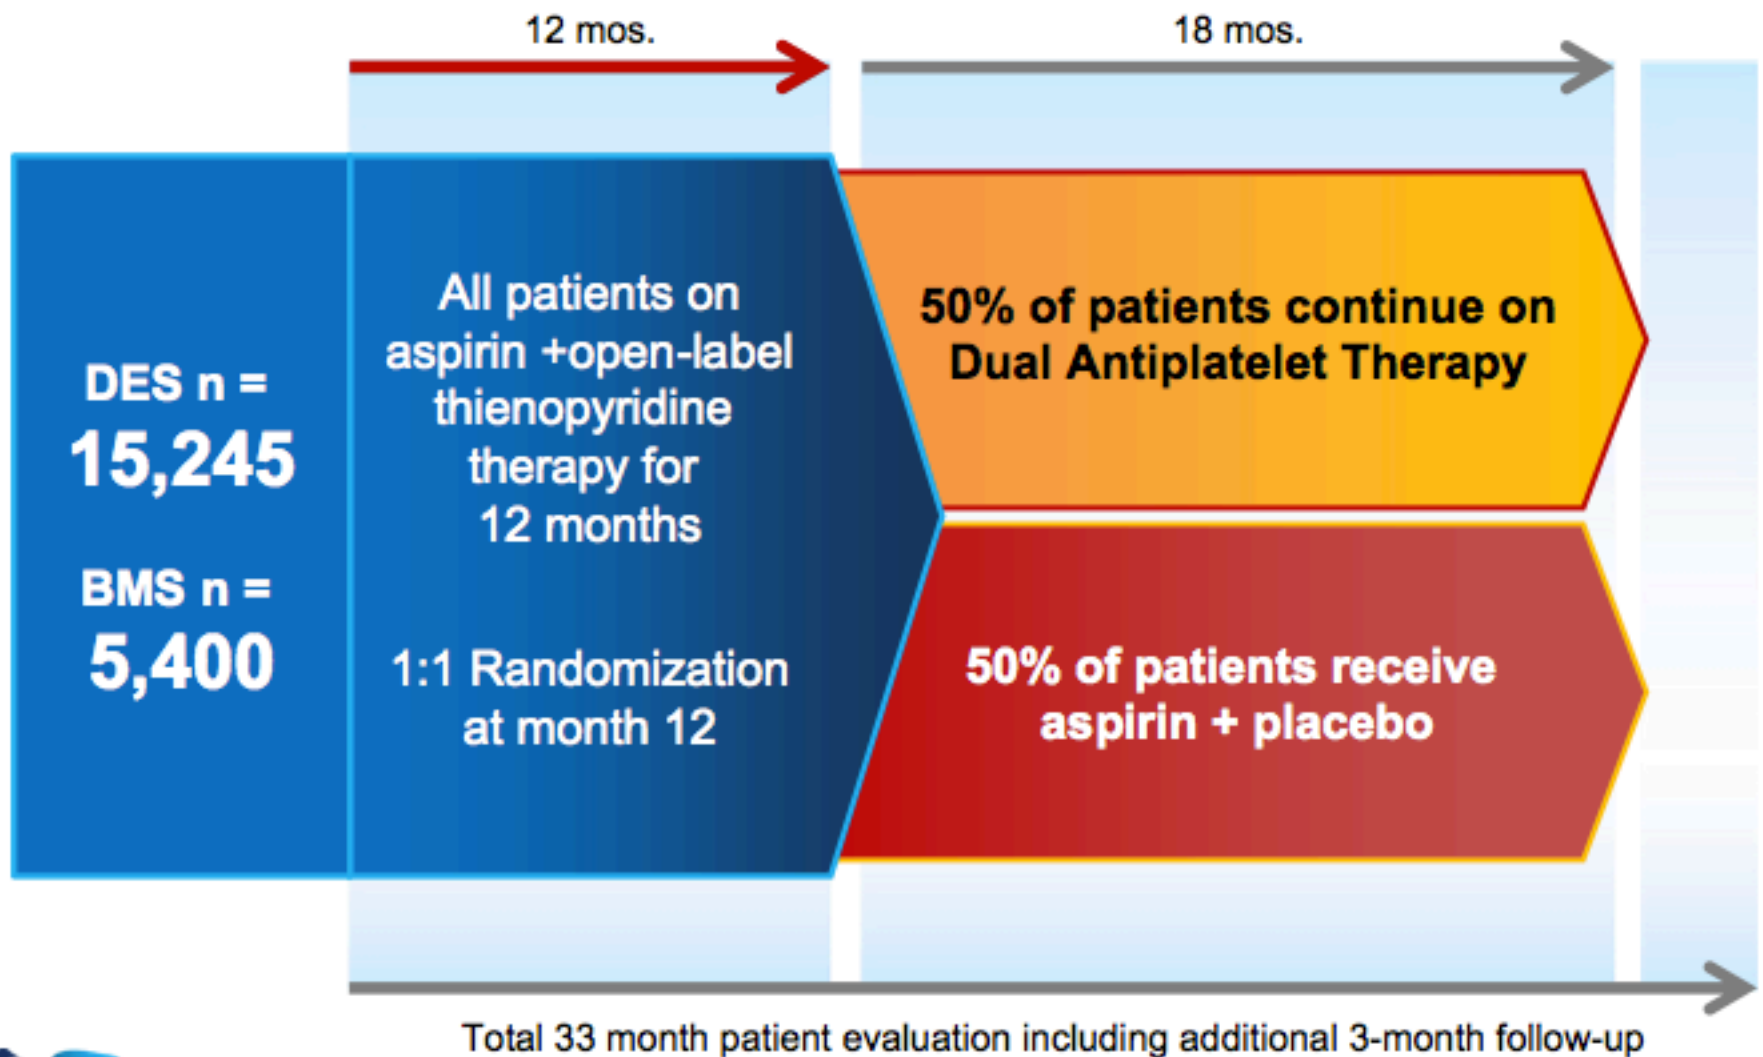 12 mos.
18 mos.
DES n =
15,245
BMS n =
5,400
All patients on
aspirin +open-label
thienopyridine
therapy for
12 months
1:1 Randomization
at month 12
50% of patients continue on
Dual Antiplatelet Therapy
50% of patients receive
aspirin + placebo
Total 33 month patient evaluation including additional 3-month follow-up